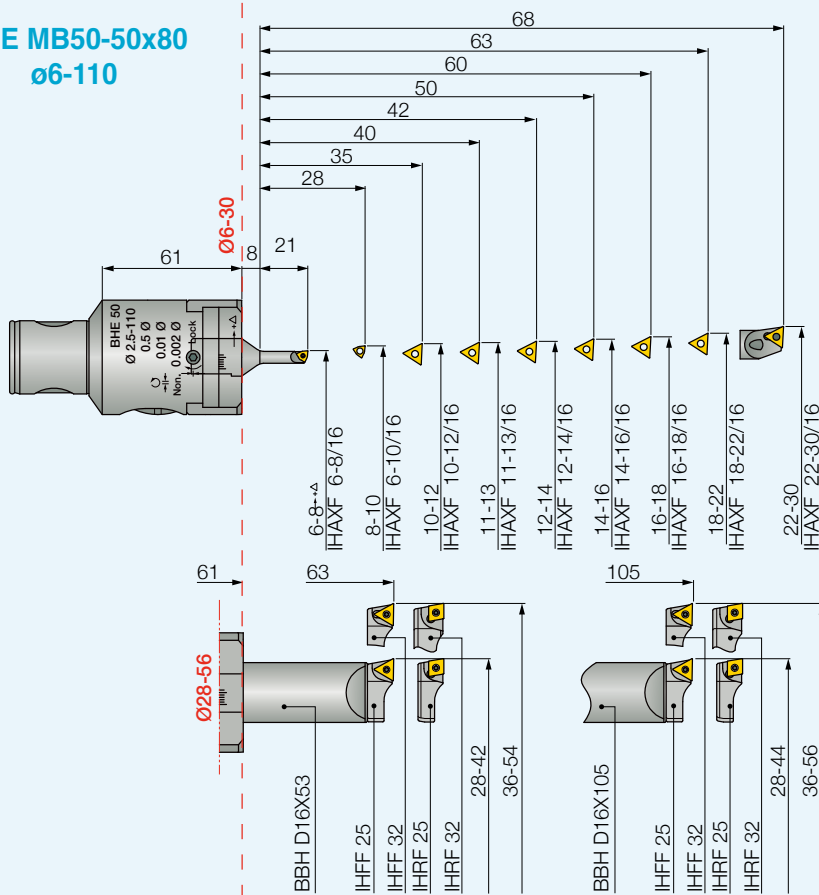 E MB50-50x80
ø6-110
68
63
60
50
42
40
35
28
Ø6-30
61
8
21
BHE 50
Ø 2.5-110
0.5 Ø
0.01 Ø
0.002 Ø
Non.
Lock
+△
6-8
IHAXF 6-8/16
8-10
IHAXF 6-10/16
10-12
IHAXF 10-12/16
11-13
IHAXF 11-13/16
12-14
IHAXF 12-14/16
14-16
IHAXF 14-16/16
16-18
IHAXF 16-18/16
18-22
IHAXF 18-22/16
22-30
IHAXF 22-30/16
61
63
105
Ø28-56
BBH D16X53
IHFF 25
IHFF 32
IHRF 25
IHRF 32
28-42
36-54
BBH D16X105
IHFF 25
IHFF 32
IHRF 25
IHRF 32
28-44
36-56